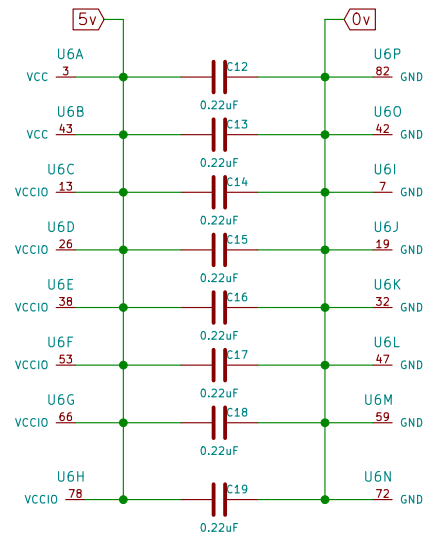 5v 0v
U6A C12 U6P
VCC 3 82 GND
0.22uF
U6B C13 U6O
VCC 43 42 GND
0.22uF
U6C C14 U6I
VCCIO 13 7 GND
0.22uF
U6D C15 U6J
VCCIO 26 19 GND
0.22uF
U6E C16 U6K
VCCIO 38 32 GND
0.22uF
U6F C17 U6L
VCCIO 53 47 GND
0.22uF
U6G C18 U6M
VCCIO 66 59 GND
0.22uF
U6H C19 U6N
VCCIO 78 72 GND
0.22uF